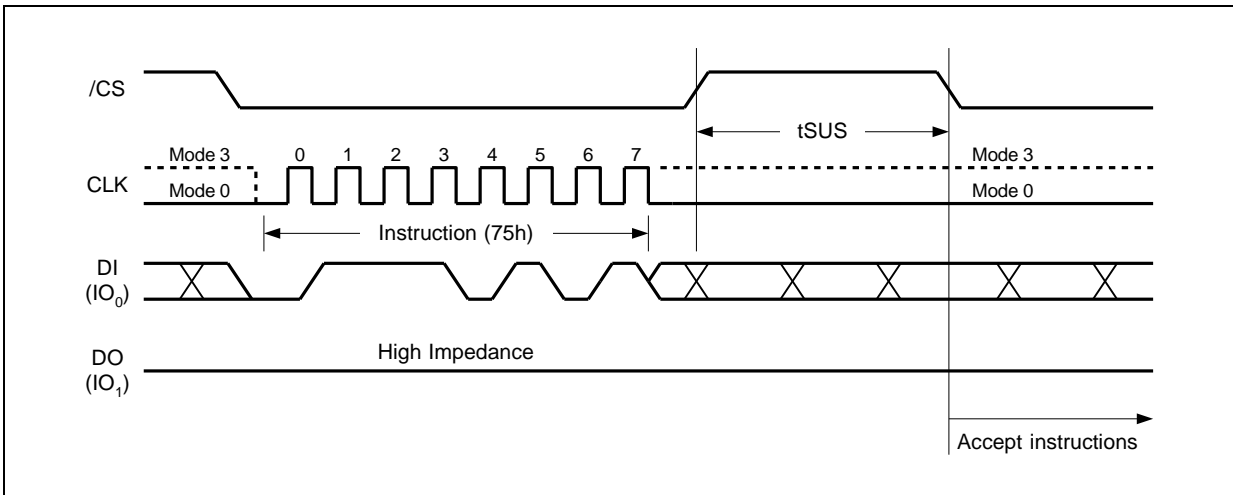 /CS
tSUS
Mode 3 0 1 2 3 4 5 6 7 Mode 3
CLK
Mode 0 Mode 0
Instruction (75h)
DI
(IO0)
High Impedance
DO
(IO1)
Accept instructions